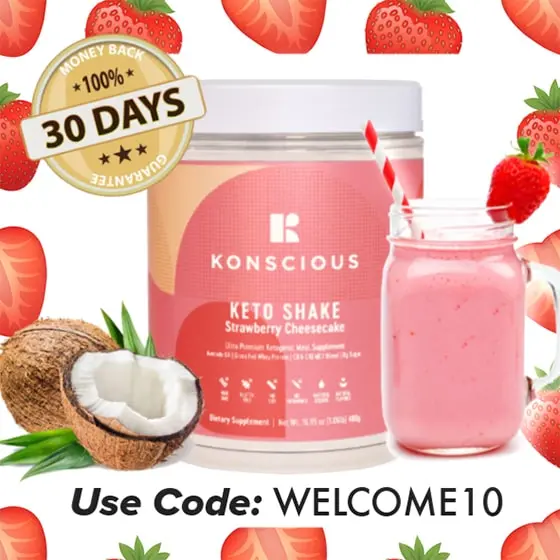 MONEY BACK
100%
30 DAYS
GUARANTEE
KONSCIOUS
KETO SHAKE
Strawberry Cheesecake
Ultra Premium Ketogenic Meal Supplement
Dietary Supplement
Use Code: WELCOME10